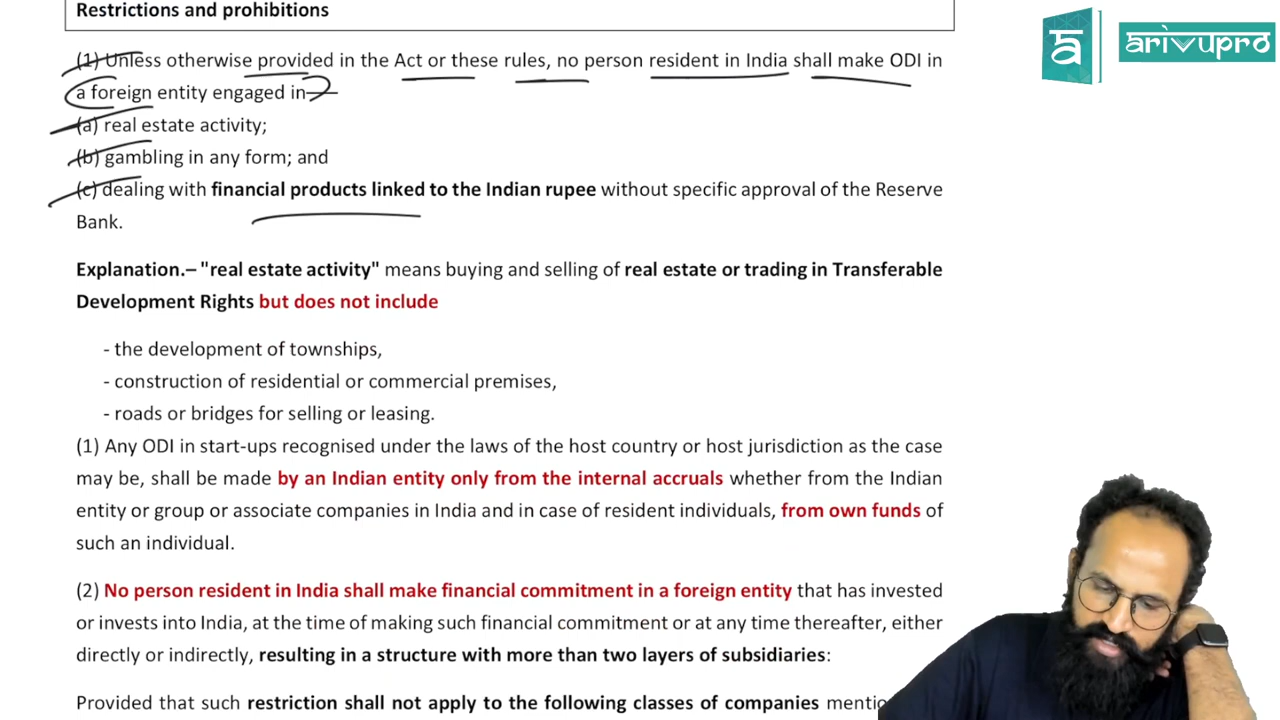 Restrictions and prohibitions
arivupro
(1) Unless otherwise provided in the Act or these rules, no person resident in India shall make ODI in
a foreign entity engaged in—
(a) real estate activity;
(b) gambling in any form; and
(c) dealing with financial products linked to the Indian rupee without specific approval of the Reserve
Bank.
Explanation.– "real estate activity" means buying and selling of real estate or trading in Transferable
Development Rights but does not include
- the development of townships,
- construction of residential or commercial premises,
- roads or bridges for selling or leasing.
(1) Any ODI in start-ups recognised under the laws of the host country or host jurisdiction as the case
may be, shall be made by an Indian entity only from the internal accruals whether from the Indian
entity or group or associate companies in India and in case of resident individuals, from own funds of
such an individual.
(2) No person resident in India shall make financial commitment in a foreign entity that has invested
or invests into India, at the time of making such financial commitment or at any time thereafter, either
directly or indirectly, resulting in a structure with more than two layers of subsidiaries:
Provided that such restriction shall not apply to the following classes of companies